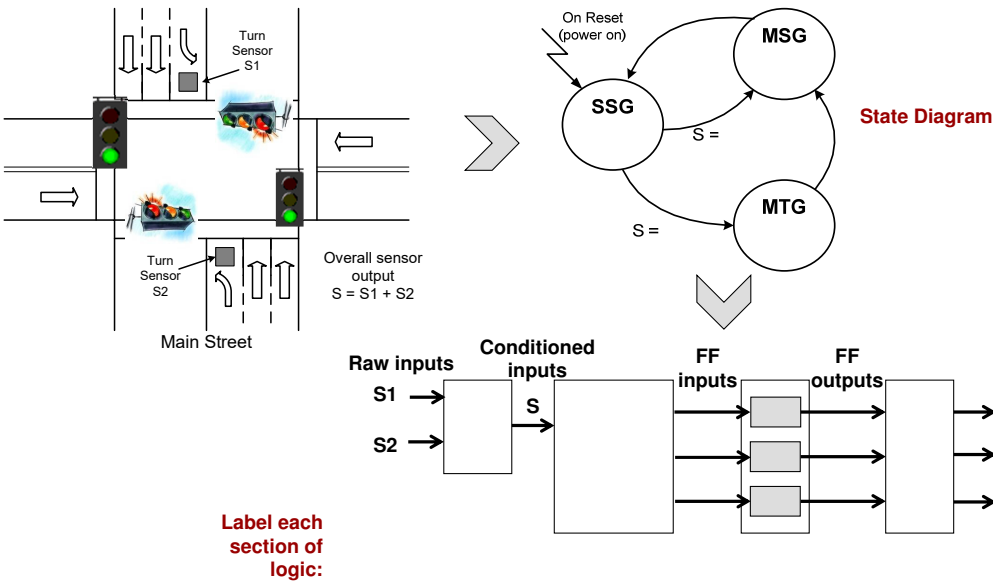 Turn
Sensor
S1
Turn
Sensor
S2
Overall sensor
output
S = S1 + S2
Main Street
On Reset
(power on)
SSG
MSG
MTG
S =
S =
State Diagram
Raw inputs
S1
S2
Conditioned
inputs
S
FF
inputs
FF
outputs
Label each
section of
logic: